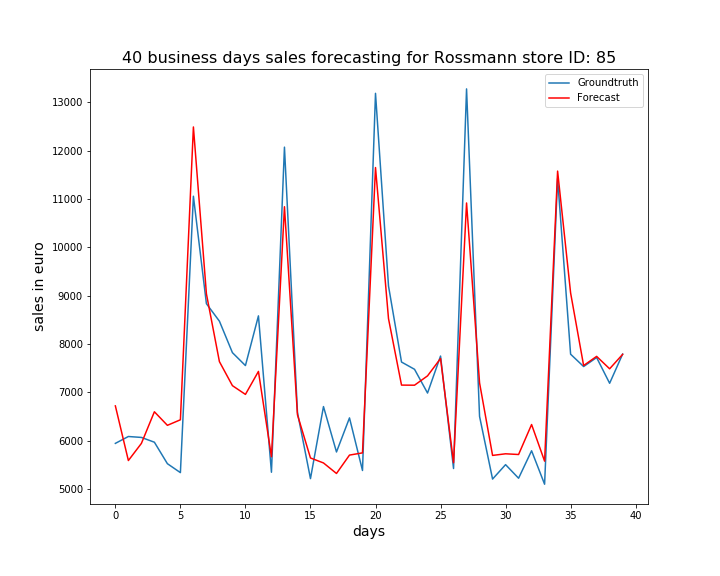 40 business days sales forecasting for Rossmann store ID: 85
Groundtruth
Forecast
13000
12000
11000
10000
9000
8000
7000
6000
5000
sales in euro
0 5 10 15 20 25 30 35 40
days